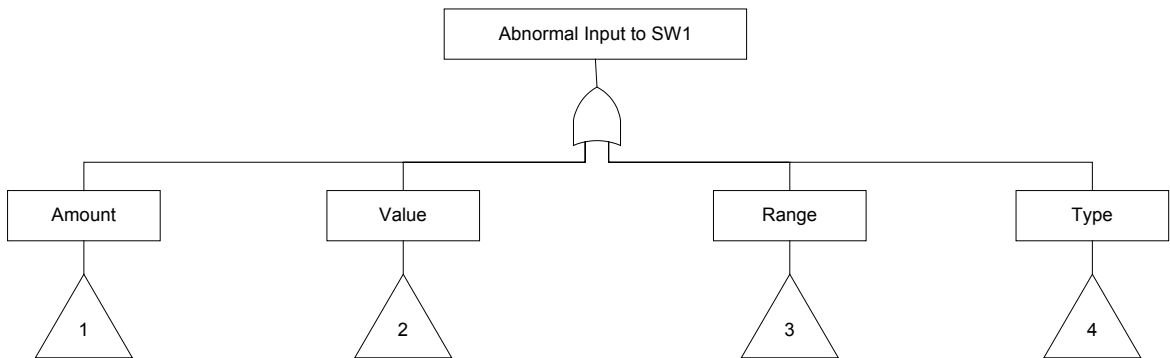 Abnormal Input to SW1
Amount
Value
Range
Type
1
2
3
4